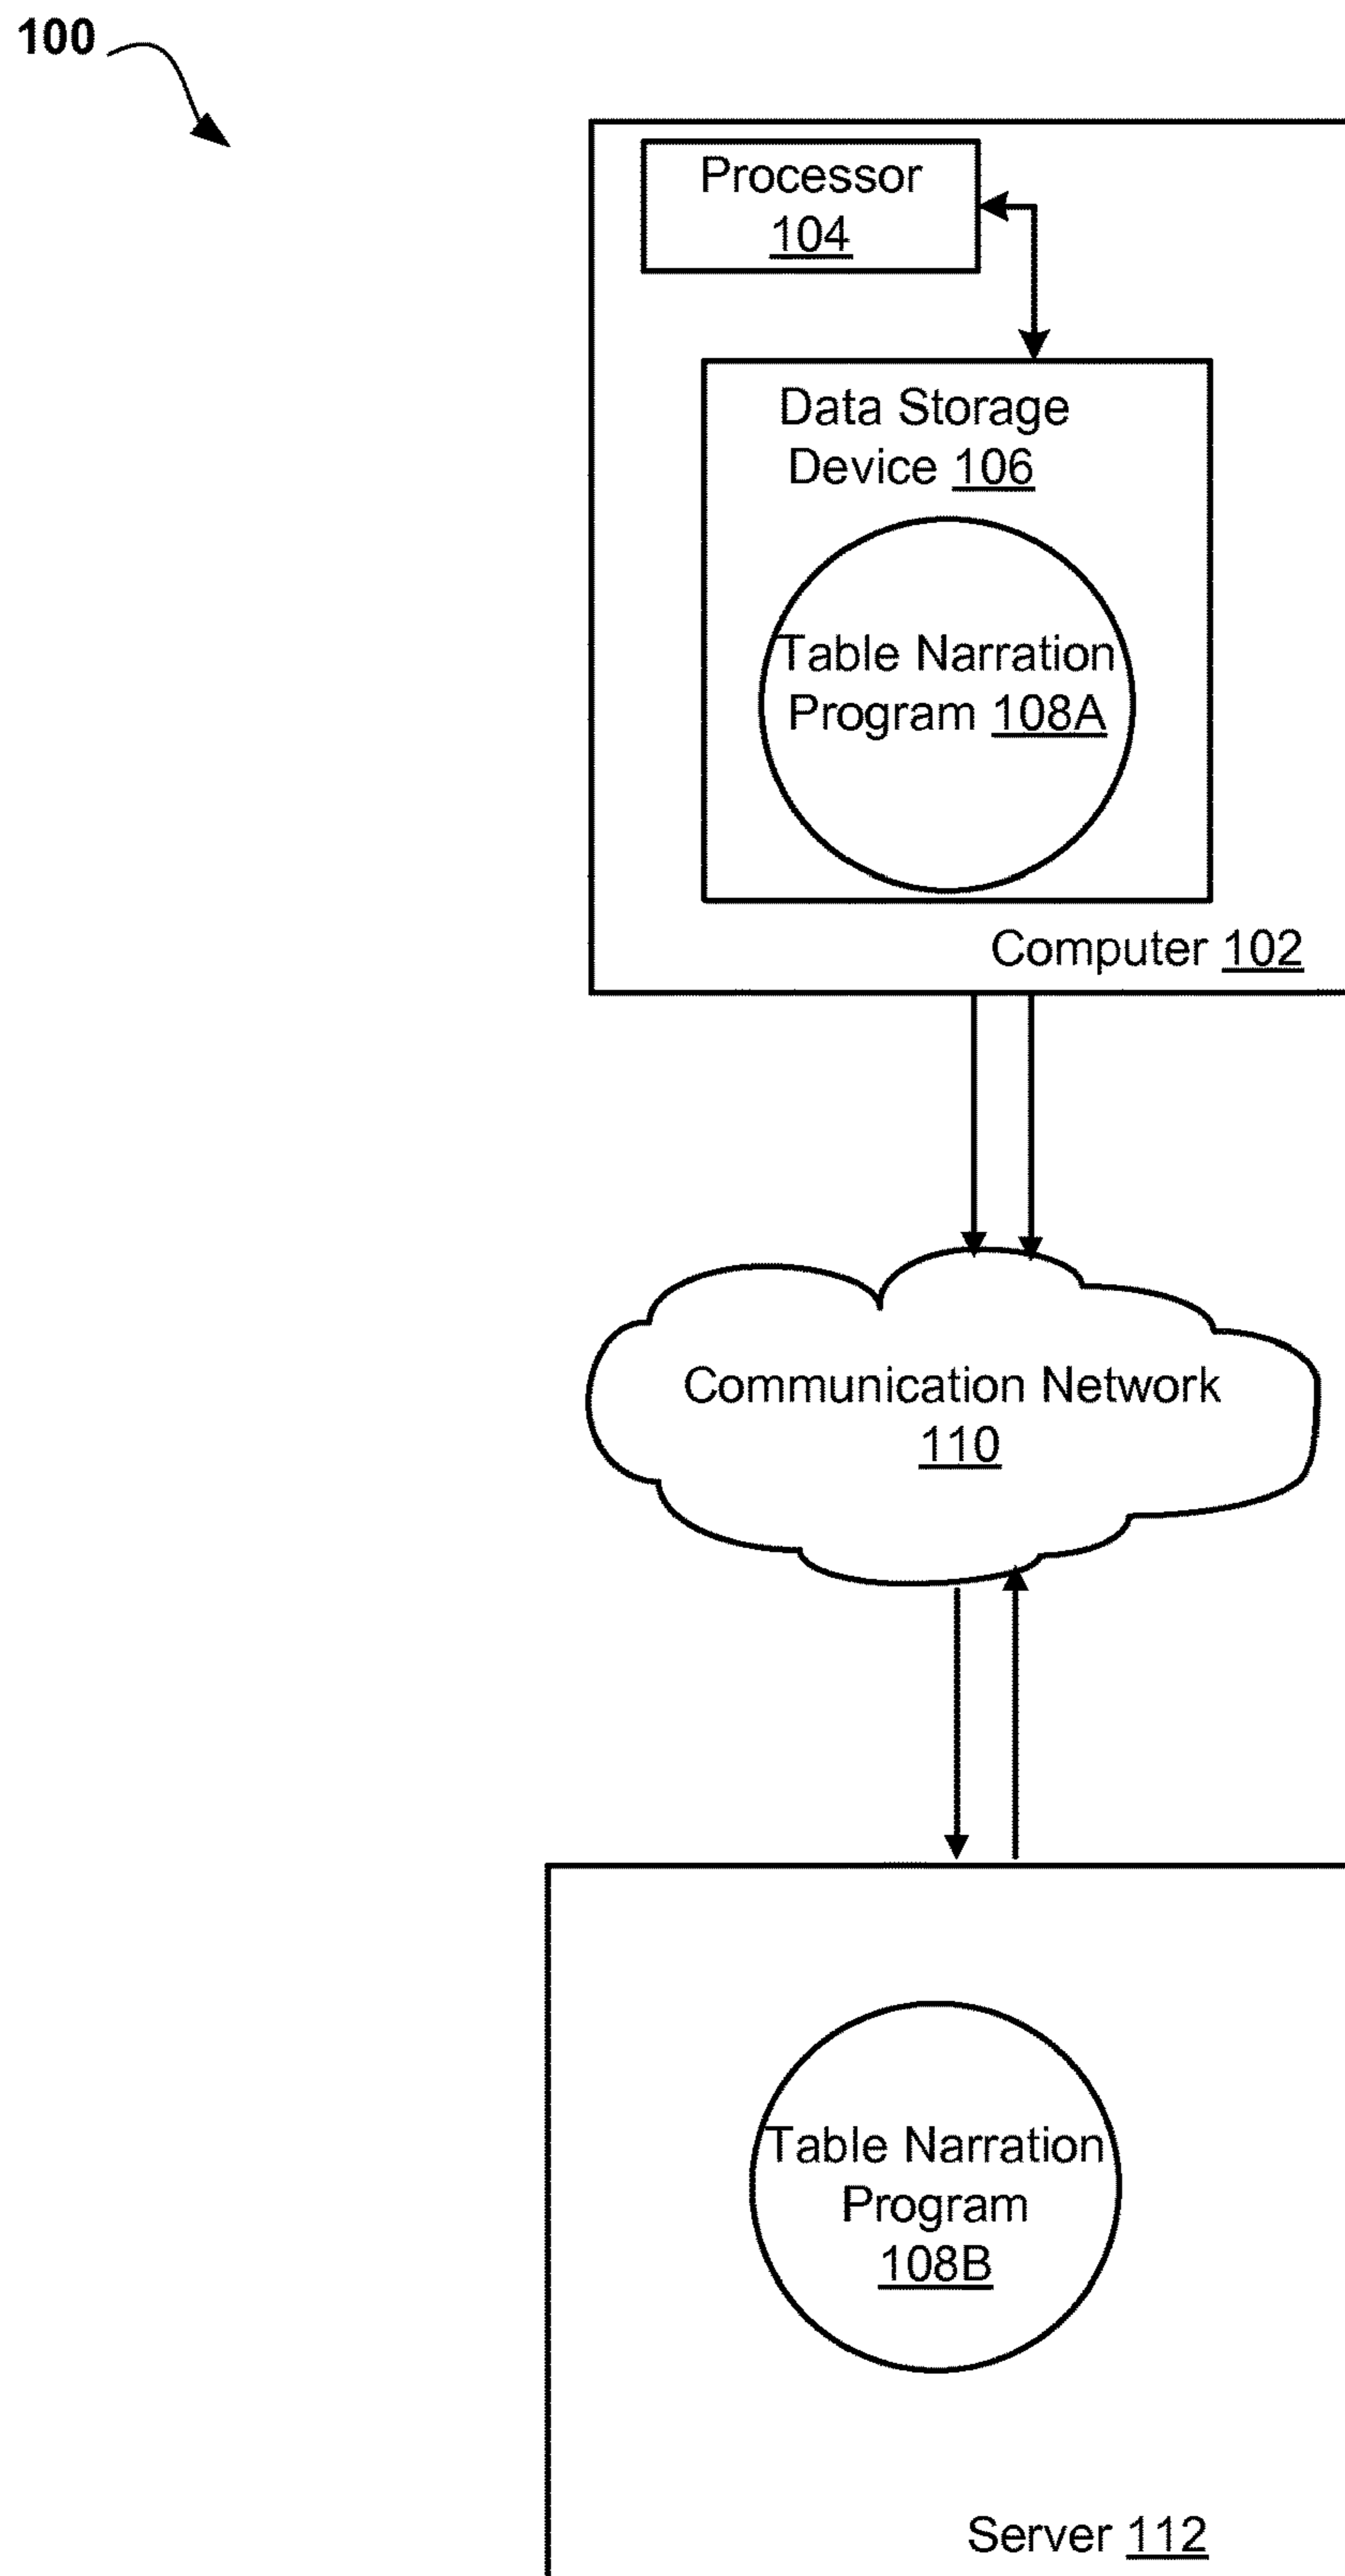 100
Processor
104
Data Storage
Device 106
Table Narration
Program 108A
Computer 102
Communication Network
110
Table Narration
Program
108B
Server 112